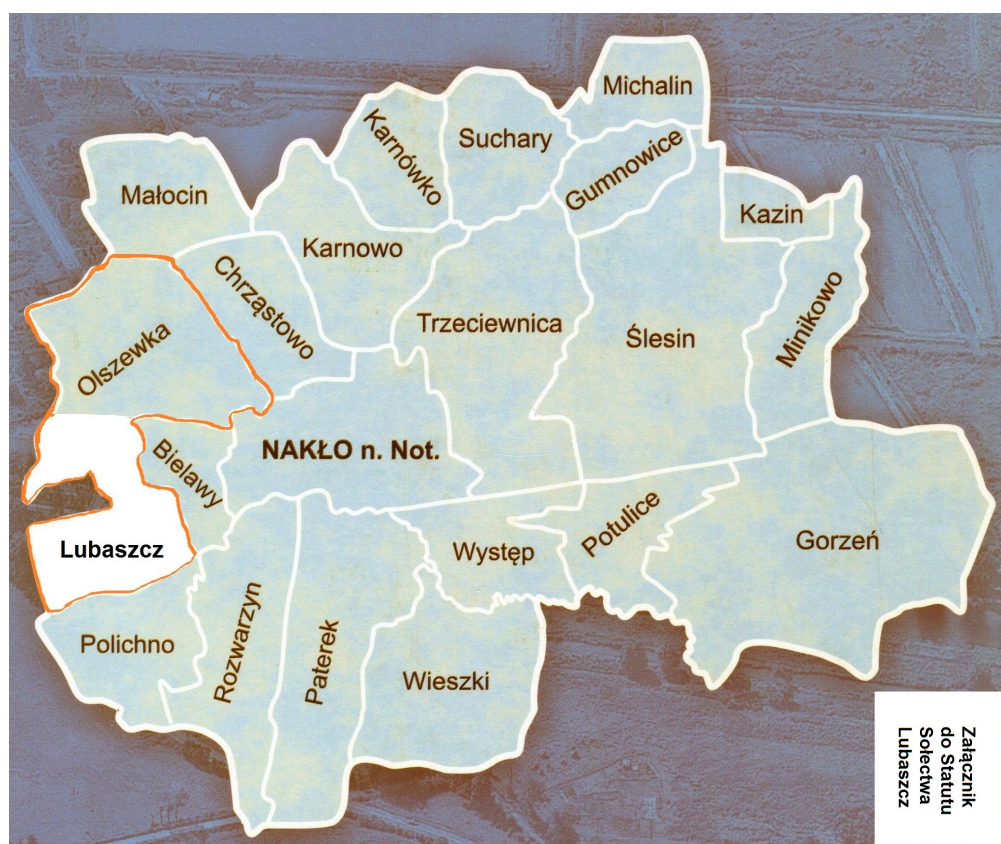 Michalin
Suchary
Karnówko
Gumnowice
Małocin
Kazin
Karnowo
Chrząstowo
Trzeciewnica
Ślesin
Minikowo
Olszewka
NAKŁO n. Not.
Bielawy
Lubaszcz
Występ
Potulice
Gorzeń
Polichno
Rozwarzyn
Paterek
Wieszki
Załącznik
do Statutu
Sołectwa
Lubaszcz